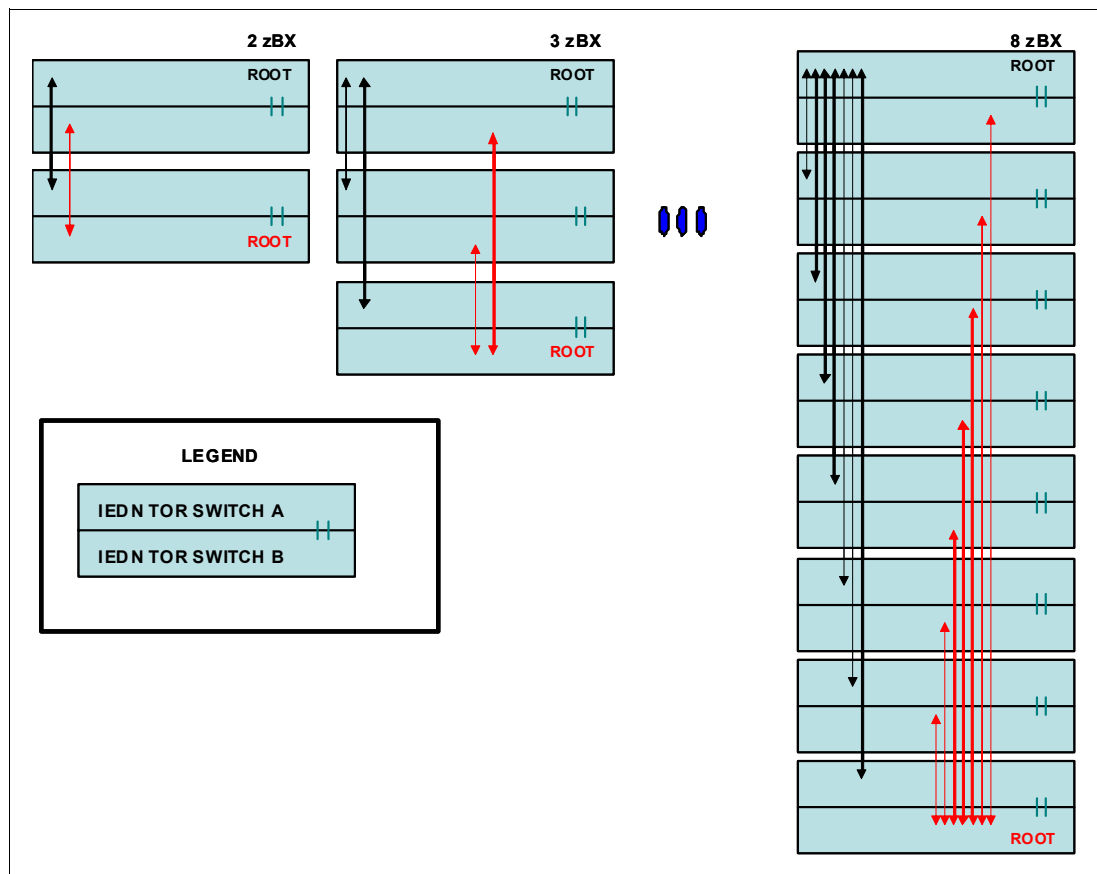 2 zBX
3 zBX
8 zBX
ROOT
ROOT
ROOT
ROOT
ROOT
LEGEND
IEDN TOR SWITCH A
IEDN TOR SWITCH B
ROOT